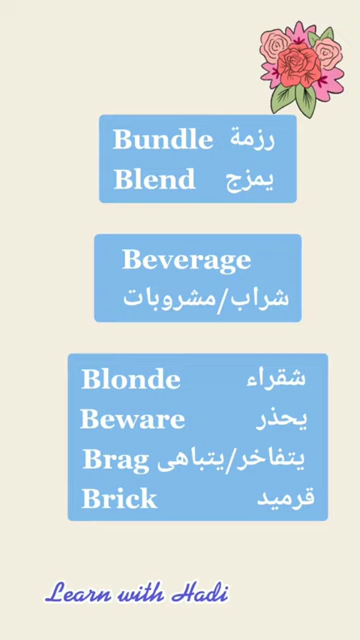 Bundle رزمة
Blend يمزج
Beverage
شراب/مشروبات
Blonde شقراء
Beware يحذر
Brag يتفاخر/يتباهى
Brick قرميد
Learn with Hadi